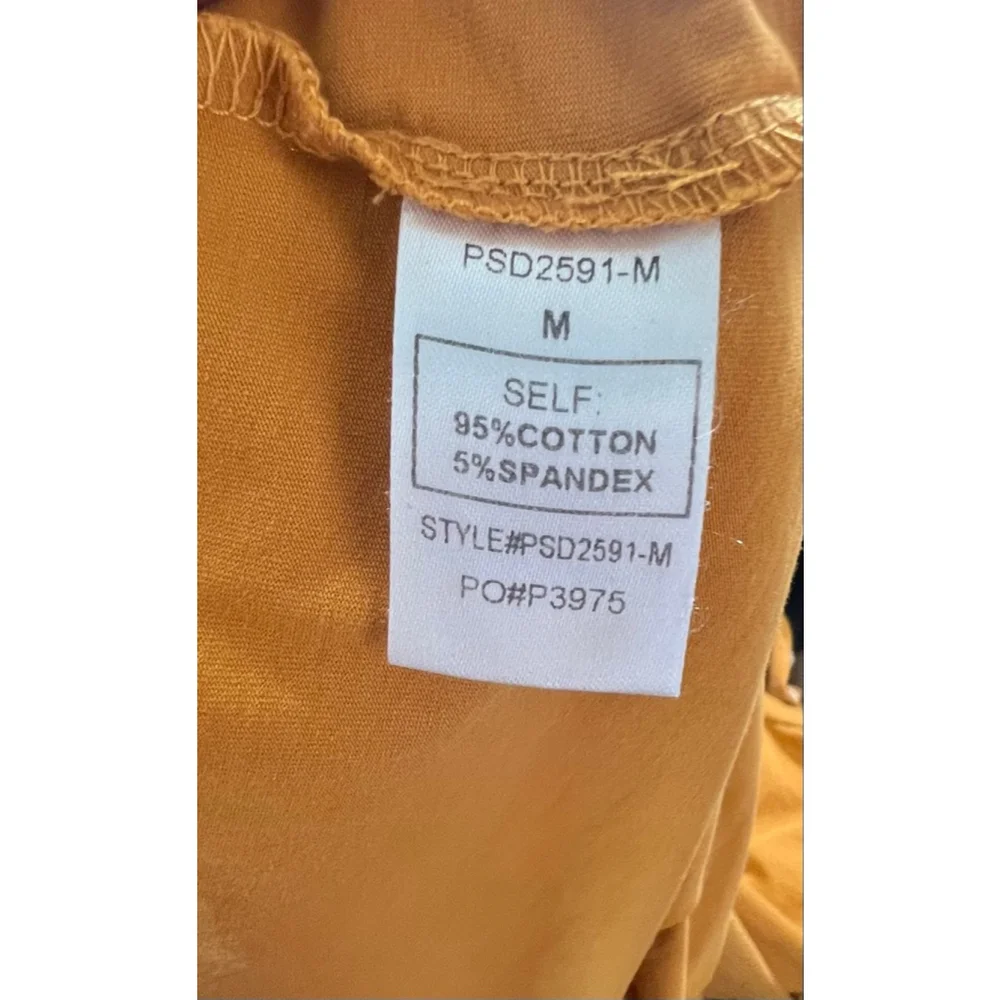 PSD2591-M
M
SELF:
95%COTTON
5%SPANDEX
STYLE#PSD2591-M
PO#P3975